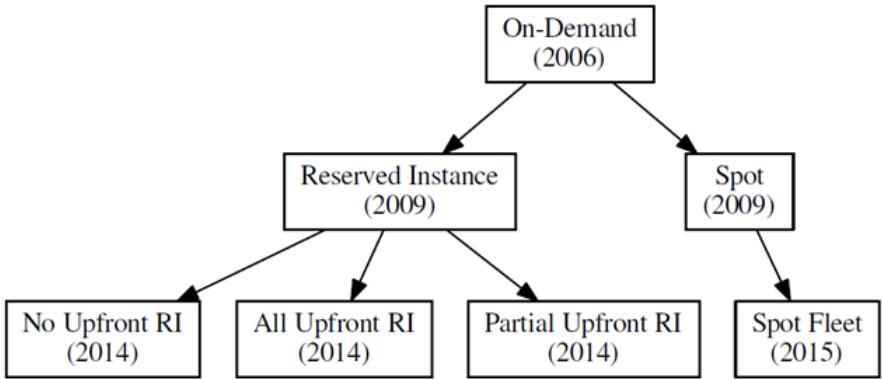 On-Demand
(2006)
Reserved Instance
(2009)
Spot
(2009)
No Upfront RI
(2014)
All Upfront RI
(2014)
Partial Upfront RI
(2014)
Spot Fleet
(2015)